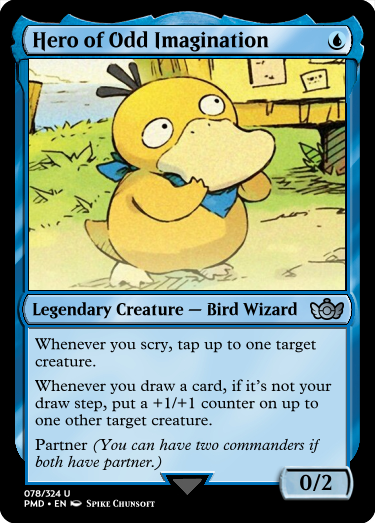 Hero of Odd Imagination
Legendary Creature — Bird Wizard
Whenever you scry, tap up to one target
creature.
Whenever you draw a card, if it's not your
draw step, put a +1/+1 counter on up to
one other target creature.
Partner (You can have two commanders if
both have partner.)
0/2
078/324 U
PMD • EN Spike Chunsoft